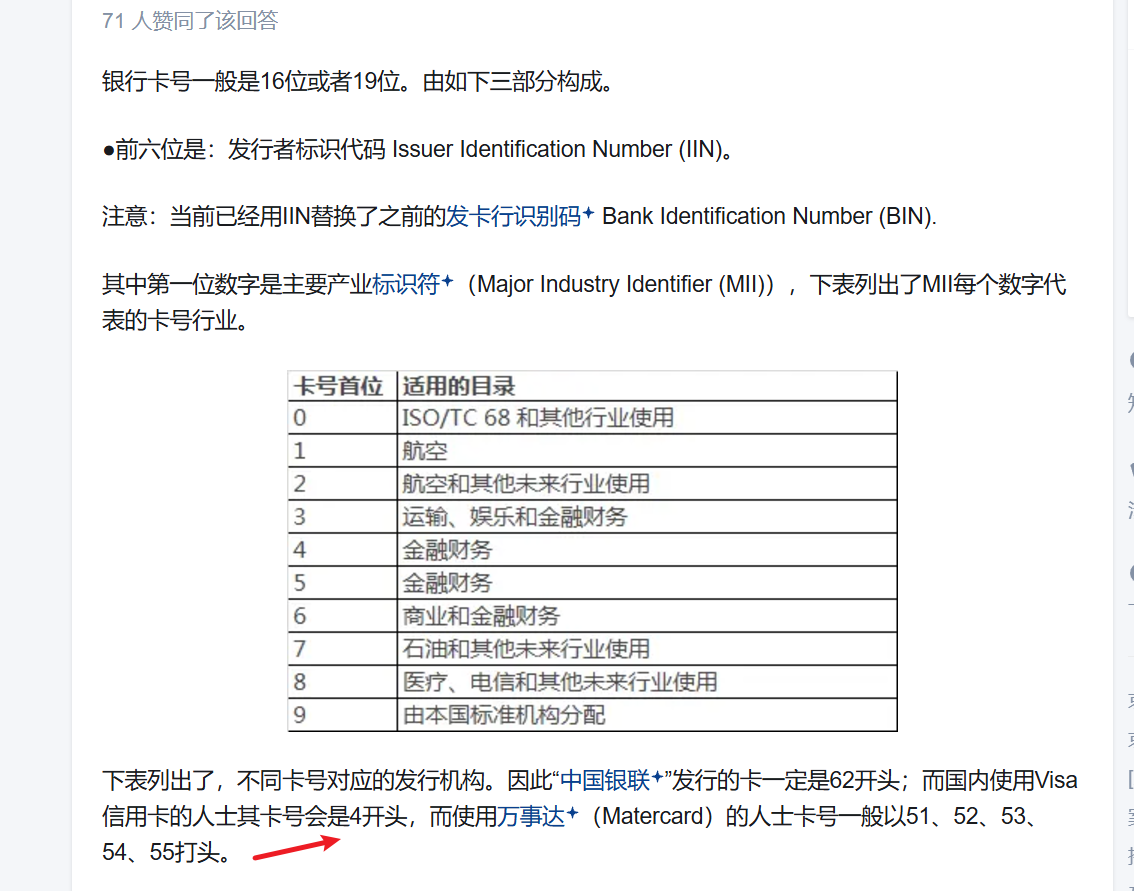 71 人赞同了该回答
银行卡号一般是16位或者19位。由如下三部分构成。
●前六位是：发行者标识代码 Issuer Identification Number (IIN)。
注意：当前已经用IIN替换了之前的发卡行识别码 Bank Identification Number (BIN).
其中第一位数字是主要产业标识符（Major Industry Identifier (MII)），下表列出了MII每个数字代
表的卡号行业。
卡号首位 适用的目录
0 ISO/TC 68 和其他行业使用
1 航空
2 航空和其他未来行业使用
3 运输、娱乐和金融财务
4 金融财务
5 金融财务
6 商业和金融财务
7 石油和其他未来行业使用
8 医疗、电信和其他未来行业使用
9 由本国标准机构分配
下表列出了，不同卡号对应的发行机构。因此“中国银联”发行的卡一定是62开头；而国内使用Visa
信用卡的人士其卡号会是4开头，而使用万事达（Matercard）的人士卡号一般以51、52、53、
54、55打头。